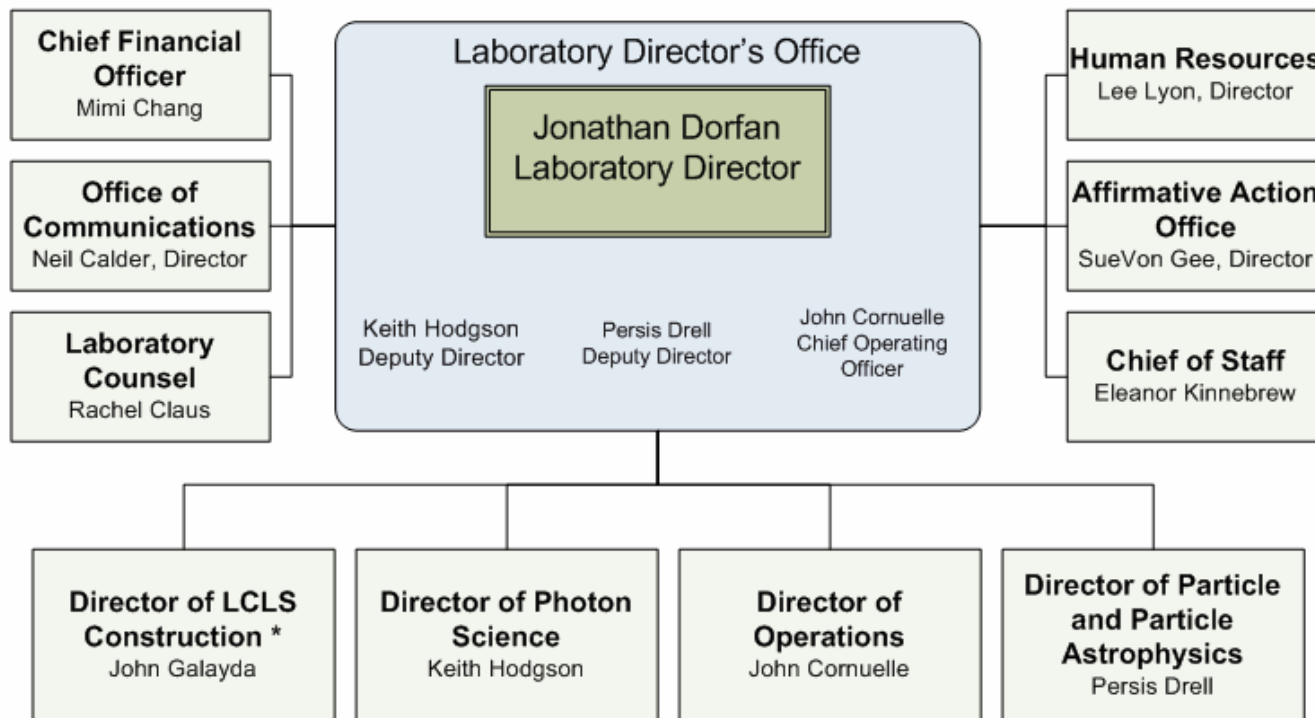 Chief Financial
Officer
Mimi Chang
Office of
Communications
Neil Calder, Director
Laboratory
Counsel
Rachel Claus
Laboratory Director’s Office
Jonathan Dorfan
Laboratory Director
Keith Hodgson
Deputy Director
Persis Drell
Deputy Director
John Cornuelle
Chief Operating
Officer
Human Resources
Lee Lyon, Director
Affirmative Action
Office
SueVon Gee, Director
Chief of Staff
Eleanor Kinnebrew
Director of LCLS
Construction *
John Galayda
Director of Photon
Science
Keith Hodgson
Director of
Operations
John Cornuelle
Director of Particle
and Particle
Astrophysics
Persis Drell